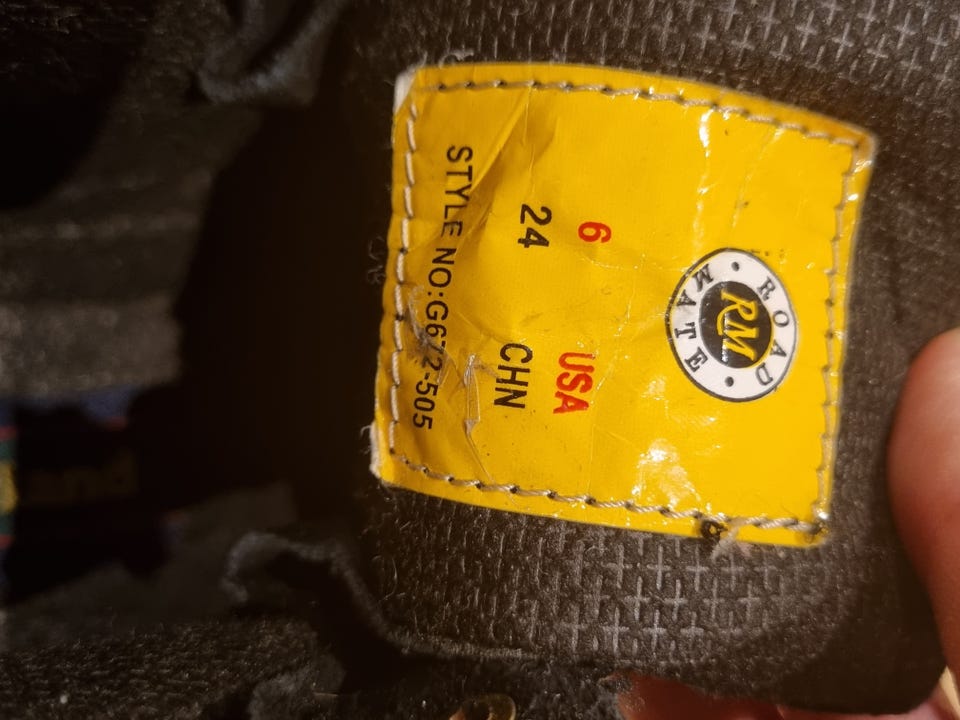 ROAD MATE
RM
6 USA
24 CHN
STYLE NO:G672-505